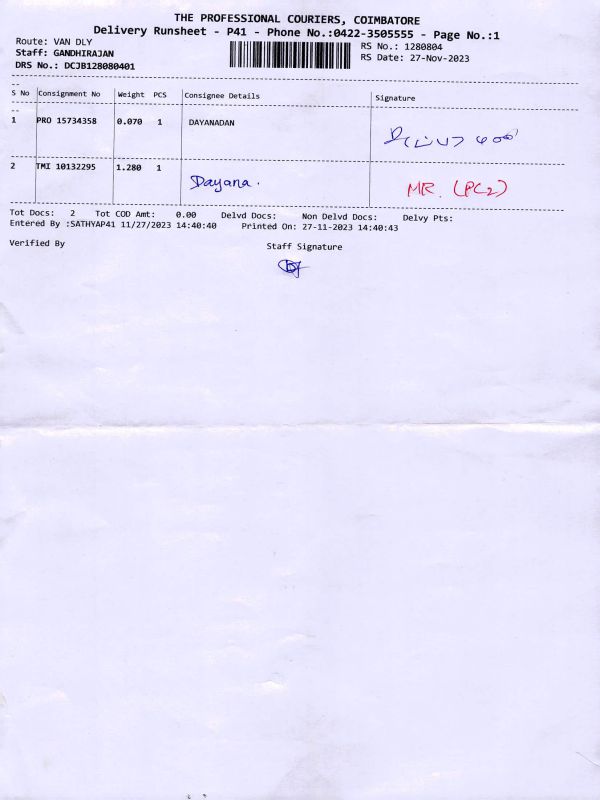 THE PROFESSIONAL COURIERS, COIMBATORE
Delivery Runsheet - P41 - Phone No.:0422-3505555 - Page No.:1
Route: VAN DLY
Staff: GANDHIRAJAN
DRS No.: DCJB128080401
RS No.: 1280804
RS Date: 27-Nov-2023
S No Consignment No Weight PCS Consignee Details Signature
1 PRO 15734358 0.070 1 DAYANADAN
2 TMI 10132295 1.280 1 Dayana. MR. (PC2)
Tot Docs: 2 Tot COD Amt: 0.00 Delvd Docs: Non Delvd Docs: Delvy Pts:
Entered By :SATHYAP41 11/27/2023 14:40:40 Printed On: 27-11-2023 14:40:43
Verified By Staff Signature